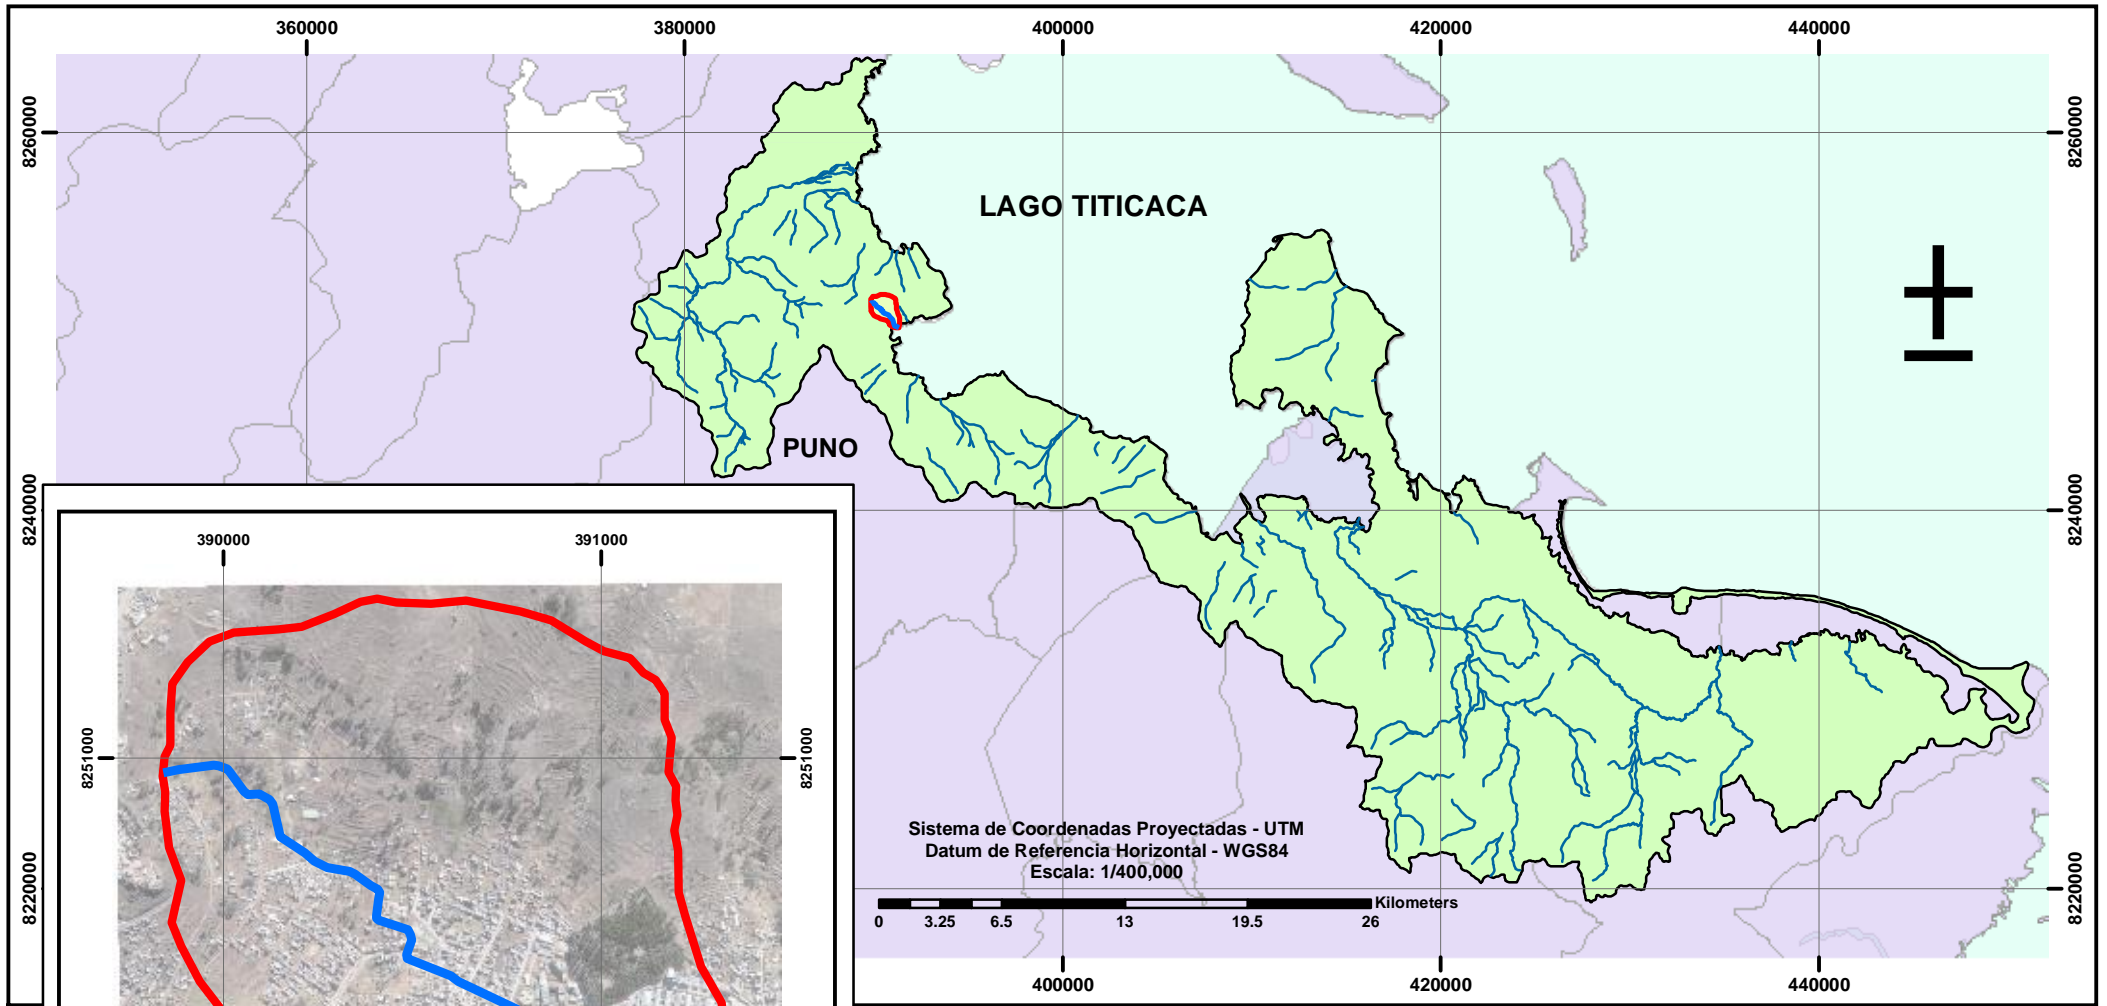 360000 380000 400000 420000 440000
8260000 8260000
LAGO TITICACA
PUNO
8240000 8240000
390000 391000
8251000 8251000
Sistema de Coordenadas Proyectadas - UTM
Datum de Referencia Horizontal - WGS84
Escala: 1/400,000
Kilometers
0 3.25 6.5 13 19.5 26
8220000 8220000
400000 420000 440000